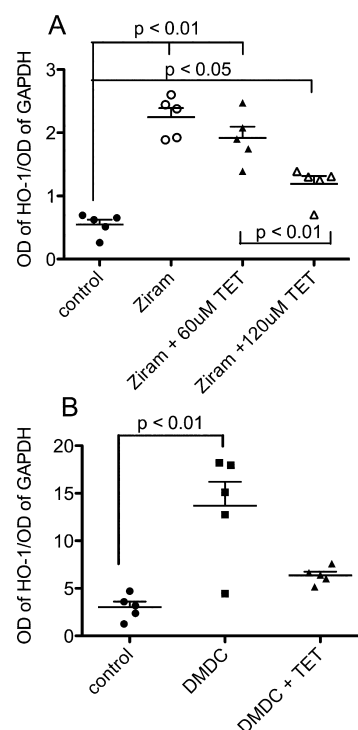 A
p < 0.01
p < 0.05
3
2
1
0
OD of HO-1/OD of GAPDH
p < 0.01
control
Ziram
Ziram + 60uM TET
Ziram +120uM TET
B
p < 0.01
20
15
10
5
0
OD of HO-1/OD of GAPDH
control
DMDC
DMDC + TET